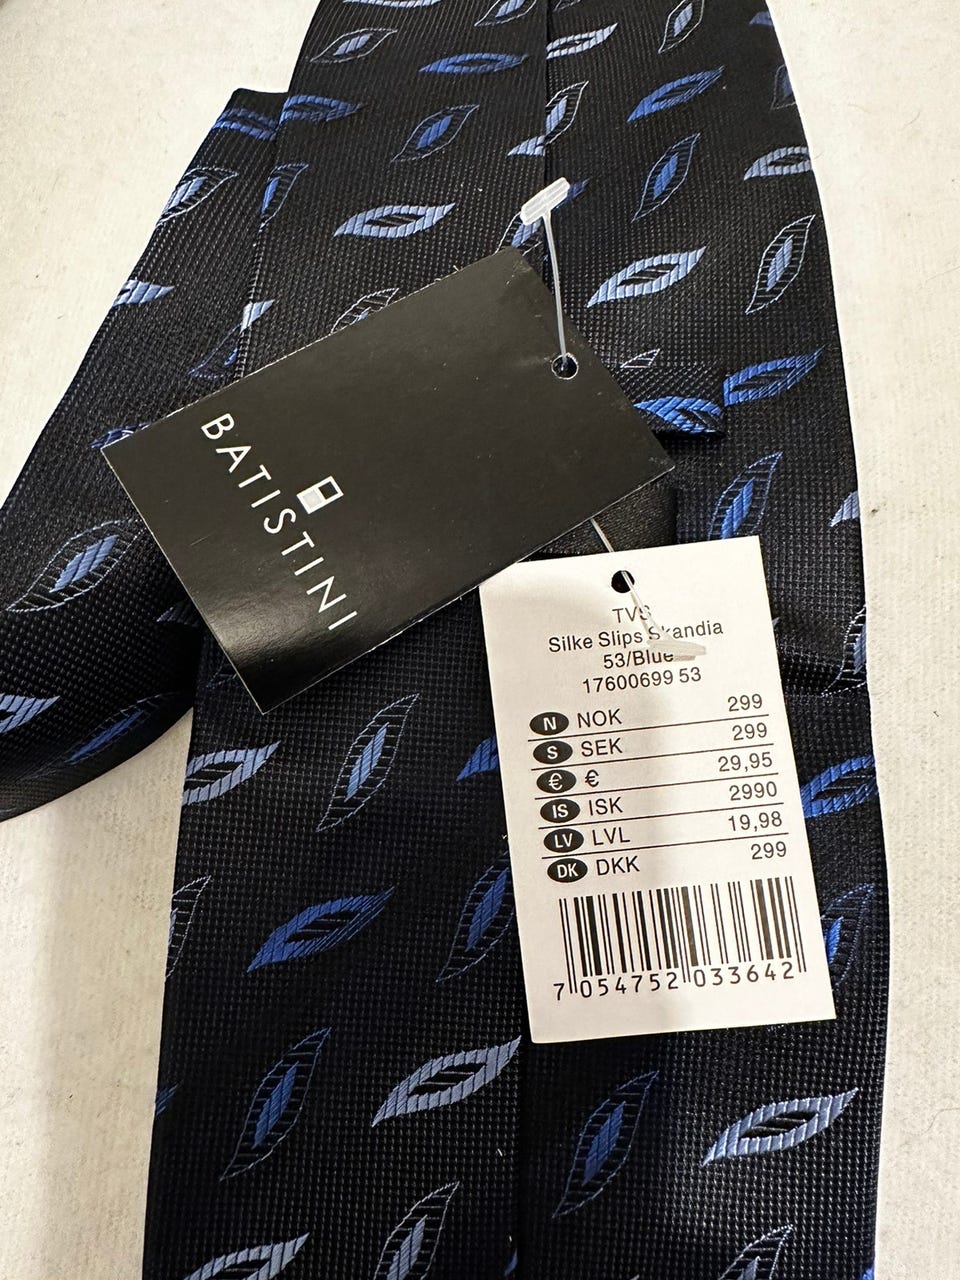 BATISTINI
TVS
Silke Slips Skandia
53/Blue
17600699 53
N NOK 299
S SEK 299
€ € 29,95
IS ISK 2990
LV LVL 19,98
DK DKK 299
7 054752 033642